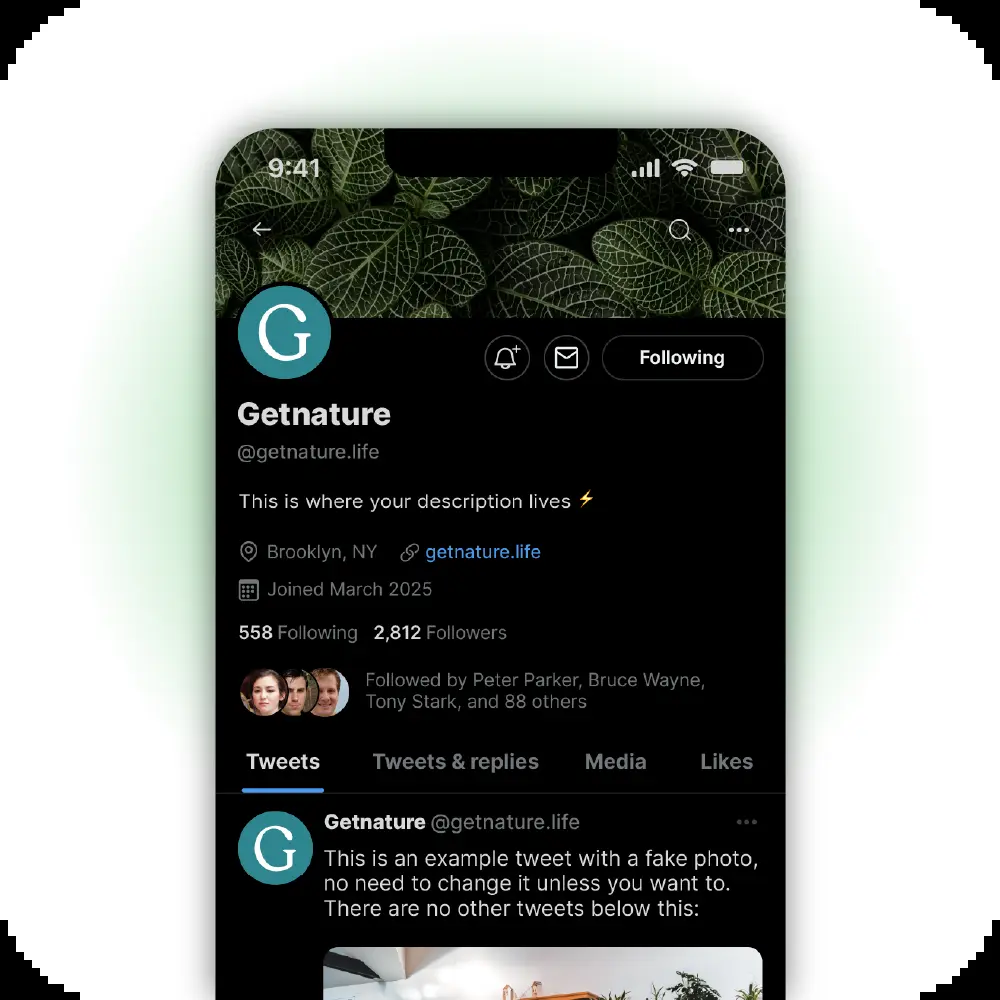 9:41
G
Following
Getnature
@getnature.life
This is where your description lives ⚡
Brooklyn, NY getnature.life
Joined March 2025
558 Following 2,812 Followers
Followed by Peter Parker, Bruce Wayne,
Tony Stark, and 88 others
Tweets Tweets & replies Media Likes
G
Getnature @getnature.life
This is an example tweet with a fake photo,
no need to change it unless you want to.
There are no other tweets below this: